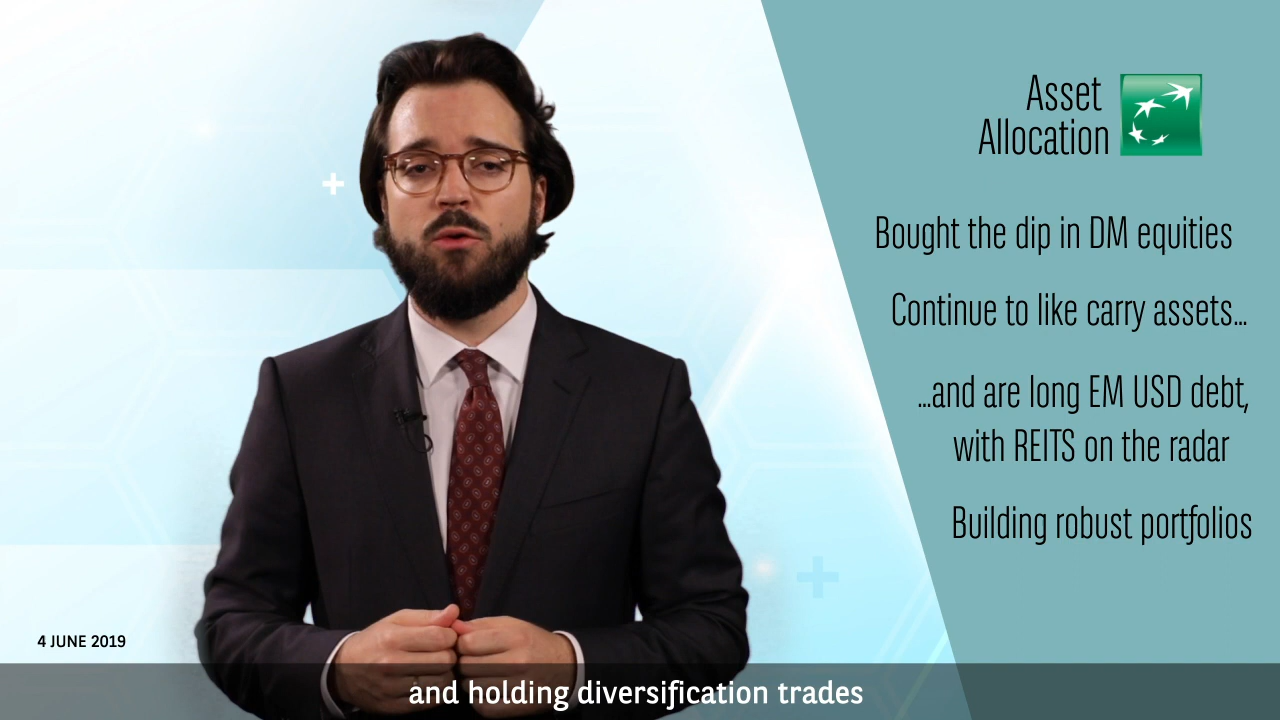 Asset
Allocation
Bought the dip in DM equities
Continue to like carry assets...
...and are long EM USD debt,
with REITS on the radar
Building robust portfolios
4 JUNE 2019
and holding diversification trades